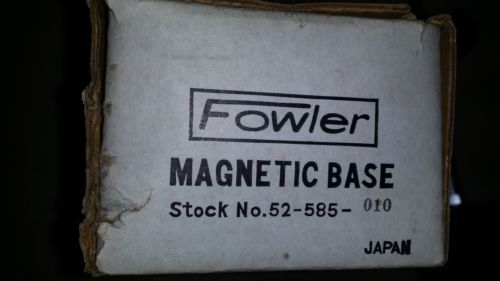 Fowler
MAGNETIC BASE
Stock No. 52-585- 010
JAPAN